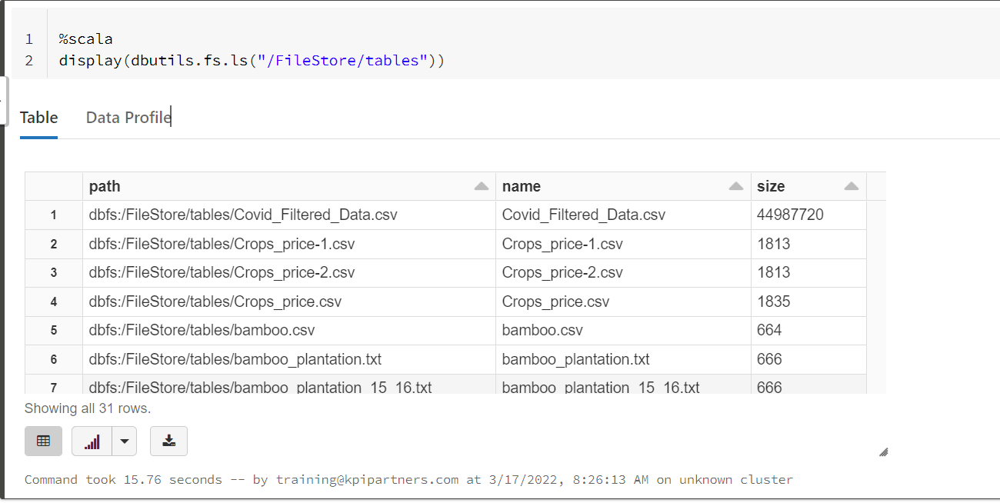 1 %scala
2 display(dbutils.fs.ls("/FileStore/tables"))
Table Data Profile
path name size
1 dbfs:/FileStore/tables/Covid_Filtered_Data.csv Covid_Filtered_Data.csv 44987720
2 dbfs:/FileStore/tables/Crops_price-1.csv Crops_price-1.csv 1813
3 dbfs:/FileStore/tables/Crops_price-2.csv Crops_price-2.csv 1813
4 dbfs:/FileStore/tables/Crops_price.csv Crops_price.csv 1835
5 dbfs:/FileStore/tables/bamboo.csv bamboo.csv 664
6 dbfs:/FileStore/tables/bamboo_plantation.txt bamboo_plantation.txt 666
7 dbfs:/FileStore/tables/bamboo_plantation_15_16.txt bamboo_plantation_15_16.txt 666
Showing all 31 rows.
Command took 15.76 seconds -- by training@kpipartners.com at 3/17/2022, 8:26:13 AM on unknown cluster